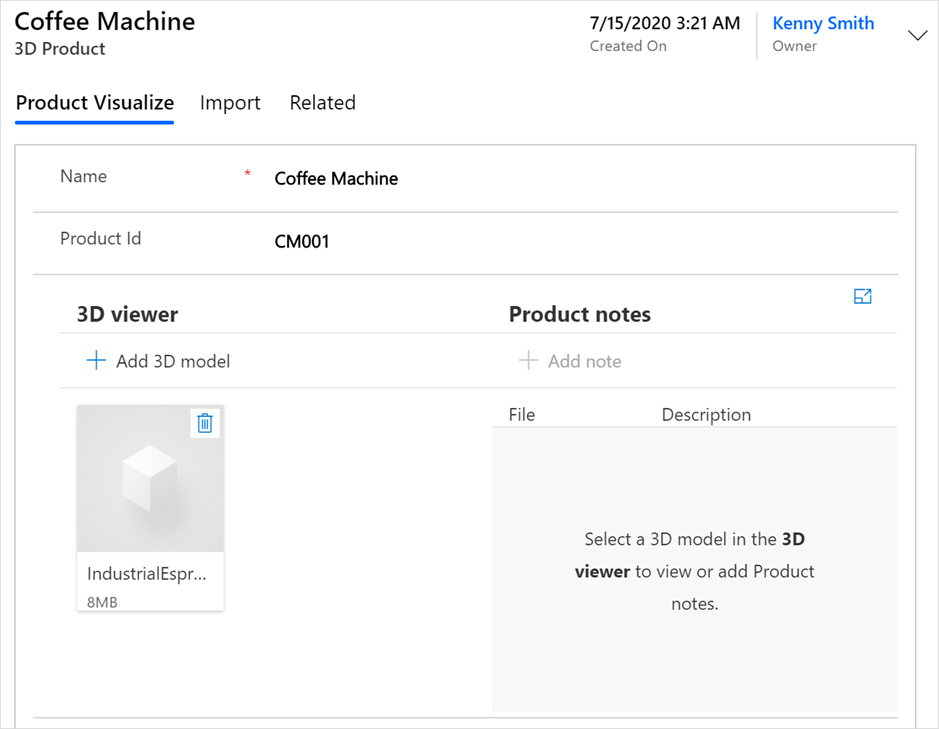 Coffee Machine
3D Product
7/15/2020 3:21 AM
Created On
Kenny Smith
Owner
Product Visualize
Import
Related
Name * Coffee Machine
Product Id CM001
3D viewer
Add 3D model
IndustrialEspr...
8MB
Product notes
Add note
File Description
Select a 3D model in the 3D
viewer to view or add Product
notes.